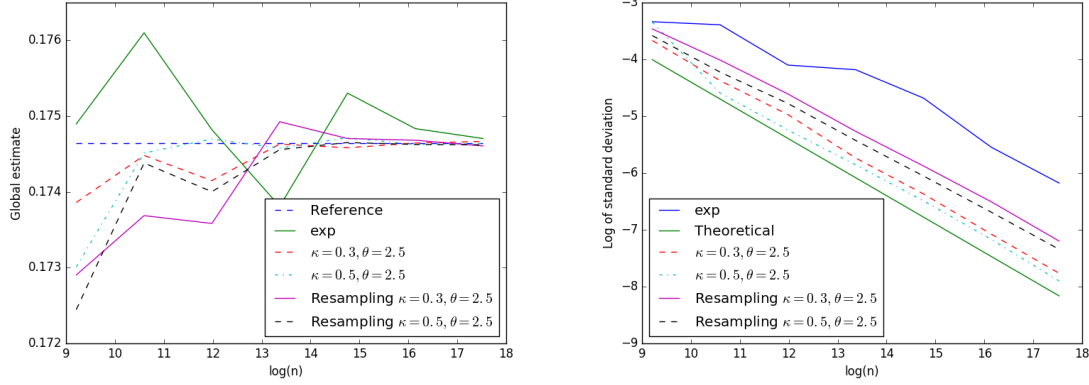 0.176
0.175
0.174
0.173
0.172
Global estimate
Reference
exp
κ=0.3,θ=2.5
κ=0.5,θ=2.5
Resampling κ=0.3,θ=2.5
Resampling κ=0.5,θ=2.5
9 10 11 12 13 14 15 16 17 18
log(n)
−3
−4
−5
−6
−7
−8
−9
Log of standard deviation
exp
Theoretical
κ=0.3,θ=2.5
κ=0.5,θ=2.5
Resampling κ=0.3,θ=2.5
Resampling κ=0.5,θ=2.5
9 10 11 12 13 14 15 16 17 18
log(n)